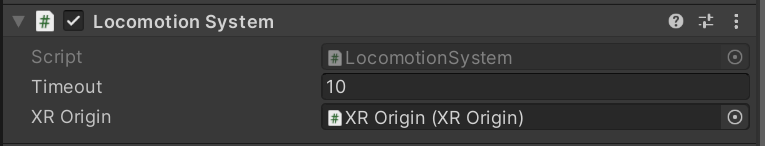 Locomotion System
Script LocomotionSystem
Timeout 10
XR Origin XR Origin (XR Origin)